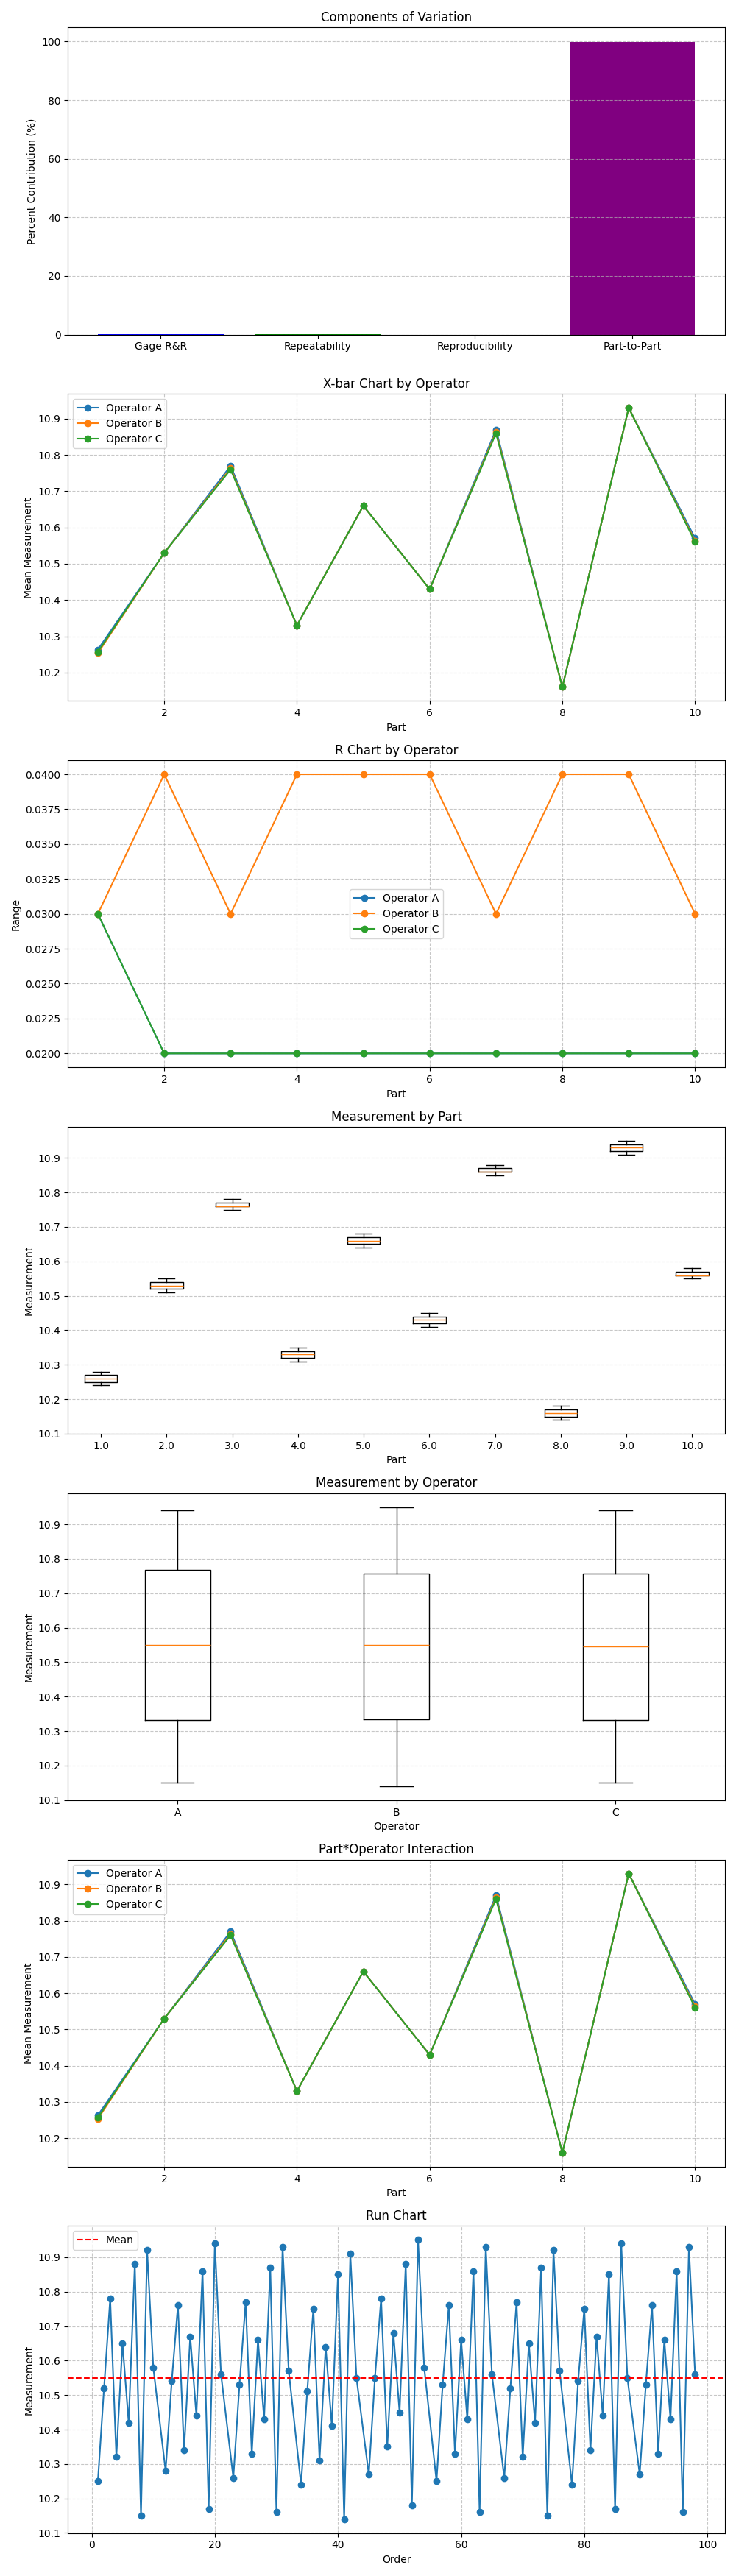 Components of Variation
Percent Contribution (%)
100
80
60
40
20
0
Gage R&R Repeatability Reproducibility Part-to-Part
X-bar Chart by Operator
Operator A
Operator B
Operator C
Mean Measurement
10.9
10.8
10.7
10.6
10.5
10.4
10.3
10.2
2 4 6 8 10
Part
R Chart by Operator
Range
0.0400
0.0375
0.0350
0.0325
0.0300
0.0275
0.0250
0.0225
0.0200
Operator A
Operator B
Operator C
2 4 6 8 10
Part
Measurement by Part
Measurement
10.9
10.8
10.7
10.6
10.5
10.4
10.3
10.2
10.1
1.0 2.0 3.0 4.0 5.0 6.0 7.0 8.0 9.0 10.0
Part
Measurement by Operator
Measurement
10.9
10.8
10.7
10.6
10.5
10.4
10.3
10.2
10.1
A B C
Operator
Part*Operator Interaction
Operator A
Operator B
Operator C
Mean Measurement
10.9
10.8
10.7
10.6
10.5
10.4
10.3
10.2
2 4 6 8 10
Part
Run Chart
Mean
Measurement
10.9
10.8
10.7
10.6
10.5
10.4
10.3
10.2
10.1
0 20 40 60 80 100
Order